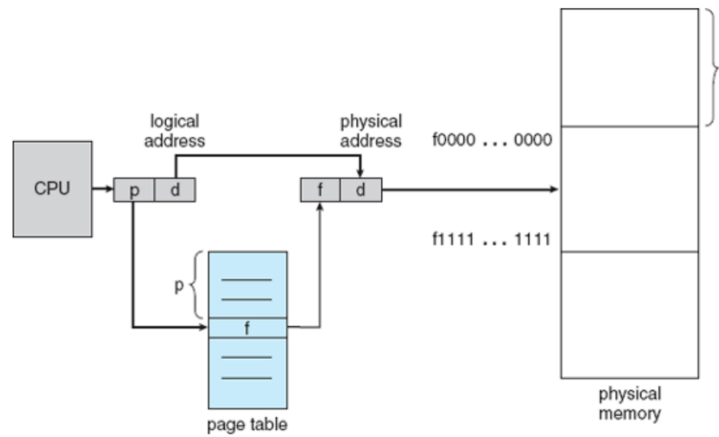 logical
address
physical
address
f0000 ... 0000
CPU
p
d
f
d
f1111 ... 1111
p
f
page table
physical
memory